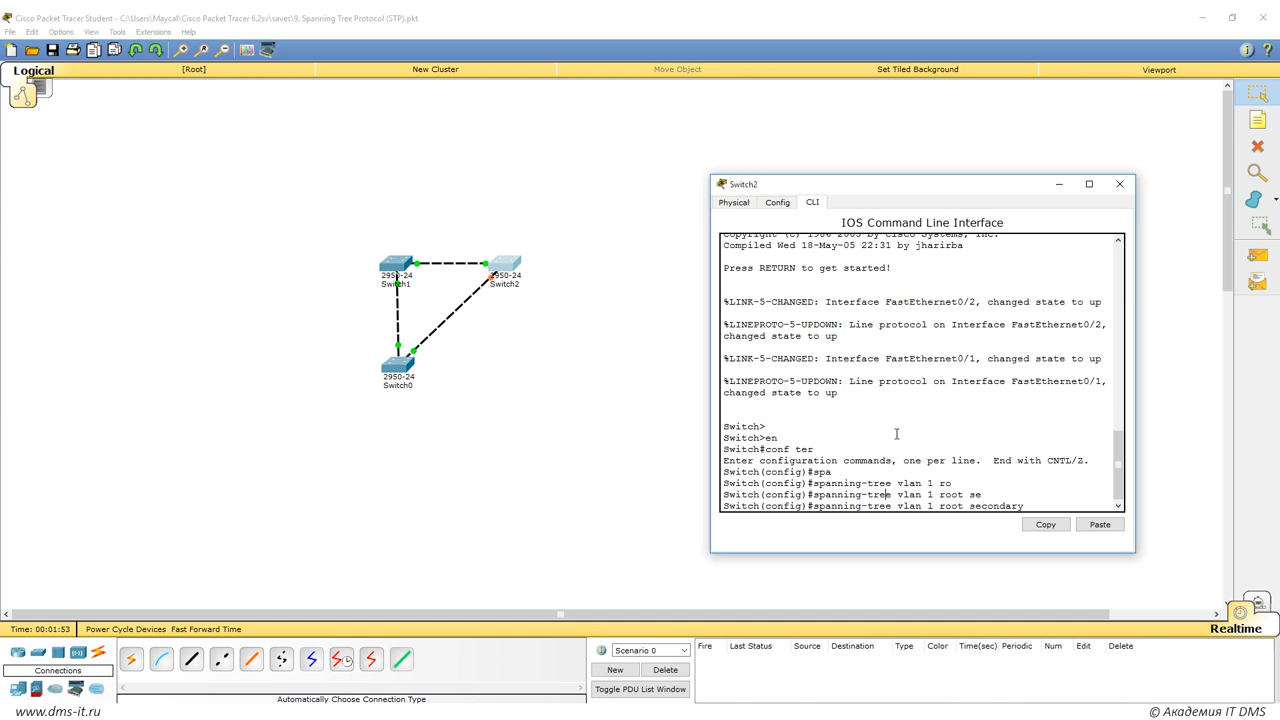 Cisco Packet Tracer Student - C:\Users\Maycal\Cisco Packet Tracer 6.2sv\saves\9. Spanning Tree Protocol (STP).pkt
File Edit Options View Tools Extensions Help
Logical
[Root]
New Cluster
Move Object
Set Tiled Background
Viewport
2950-24
Switch1
2950-24
Switch2
2950-24
Switch0
Switch2
Physical Config CLI
IOS Command Line Interface
Copyright (c) 1986-2005 by Cisco Systems, Inc.
Compiled Wed 18-May-05 22:31 by jharirba
Press RETURN to get started!
%LINK-5-CHANGED: Interface FastEthernet0/2, changed state to up
%LINEPROTO-5-UPDOWN: Line protocol on Interface FastEthernet0/2,
changed state to up
%LINK-5-CHANGED: Interface FastEthernet0/1, changed state to up
%LINEPROTO-5-UPDOWN: Line protocol on Interface FastEthernet0/1,
changed state to up
Switch>
Switch>en
Switch#conf ter
Enter configuration commands, one per line. End with CNTL/Z.
Switch(config)#spa
Switch(config)#spanning-tree vlan 1 ro
Switch(config)#spanning-tree vlan 1 root se
Switch(config)#spanning-tree vlan 1 root secondary
Copy
Paste
Time: 00:01:53
Power Cycle Devices Fast Forward Time
Realtime
Connections
Automatically Choose Connection Type
Scenario 0
New
Delete
Toggle PDU List Window
Fire Last Status Source Destination Type Color Time(sec) Periodic Num Edit Delete
www.dms-it.ru
© Академия IT DMS